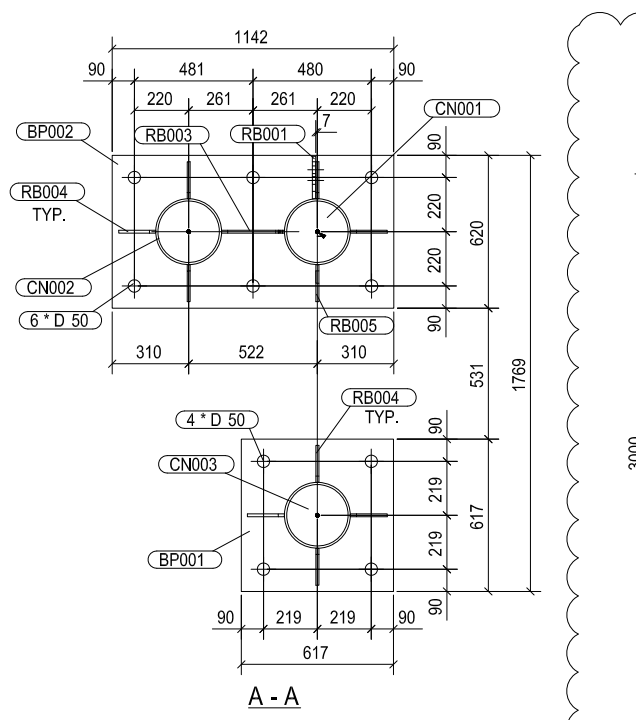 1142
90 481 480 90
220 261 261 220
7
CN001
RB003 RB001
BP002
90
RB004
TYP.
220
620
220
CN002
6 * D 50
RB005
90
310 522 310
531
1769
RB004
TYP.
4 * D 50
90
CN003
3000
219
617
219
BP001
90
90 219 219 90
617
A - A